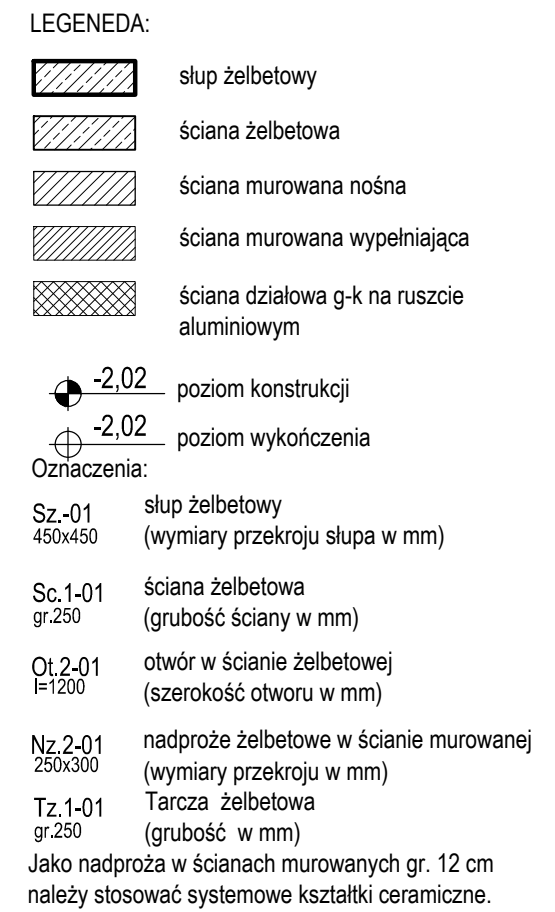 LEGENEDA:
słup żelbetowy
ściana żelbetowa
ściana murowana nośna
ściana murowana wypełniająca
ściana działowa g-k na ruszcie
aluminiowym
-2,02 poziom konstrukcji
-2,02 poziom wykończenia
Oznaczenia:
Sz.-01 słup żelbetowy
450x450 (wymiary przekroju słupa w mm)
Sc.1-01 ściana żelbetowa
gr.250 (grubość ściany w mm)
Ot.2-01 otwór w ścianie żelbetowej
l=1200 (szerokość otworu w mm)
Nz.2-01 nadproże żelbetowe w ścianie murowanej
250x300 (wymiary przekroju w mm)
Tz.1-01 Tarcza żelbetowa
gr.250 (grubość w mm)
Jako nadproża w ścianach murowanych gr. 12 cm
należy stosować systemowe kształtki ceramiczne.